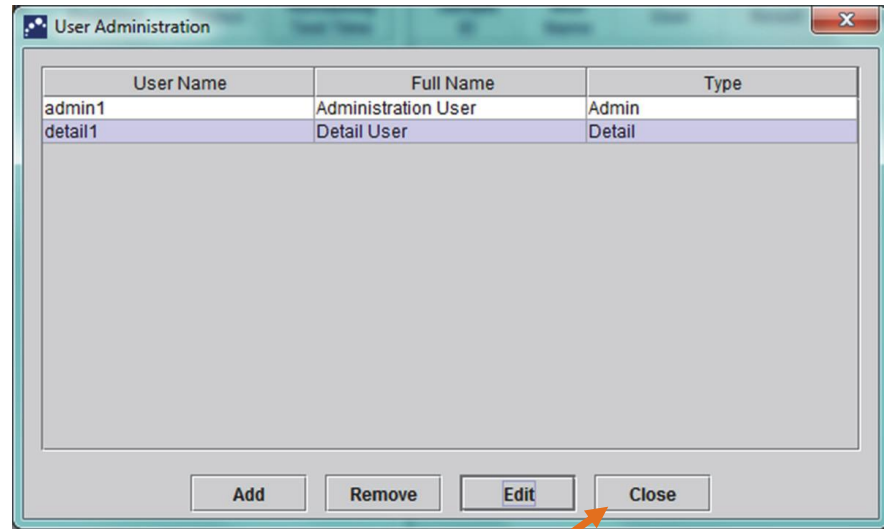 User Administration
User Name Full Name Type
admin1 Administration User Admin
detail1 Detail User Detail
Add Remove Edit Close